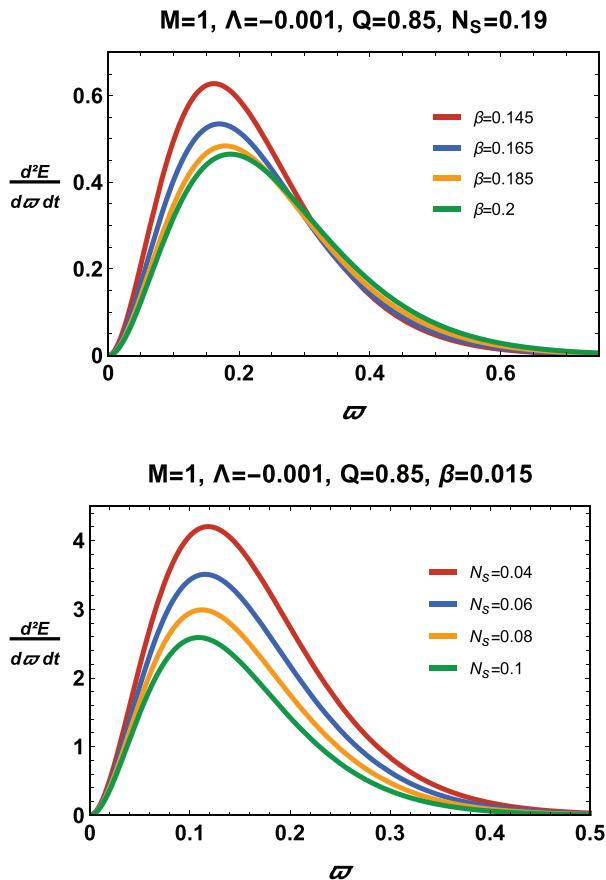 M=1, Λ=−0.001, Q=0.85, N_S=0.19
d²E
dϖ dt
0.6
0.4
0.2
0
β=0.145
β=0.165
β=0.185
β=0.2
0 0.2 0.4 0.6
ϖ
M=1, Λ=−0.001, Q=0.85, β=0.015
d²E
dϖ dt
4
3
2
1
0
N_s=0.04
N_s=0.06
N_s=0.08
N_s=0.1
0 0.1 0.2 0.3 0.4 0.5
ϖ